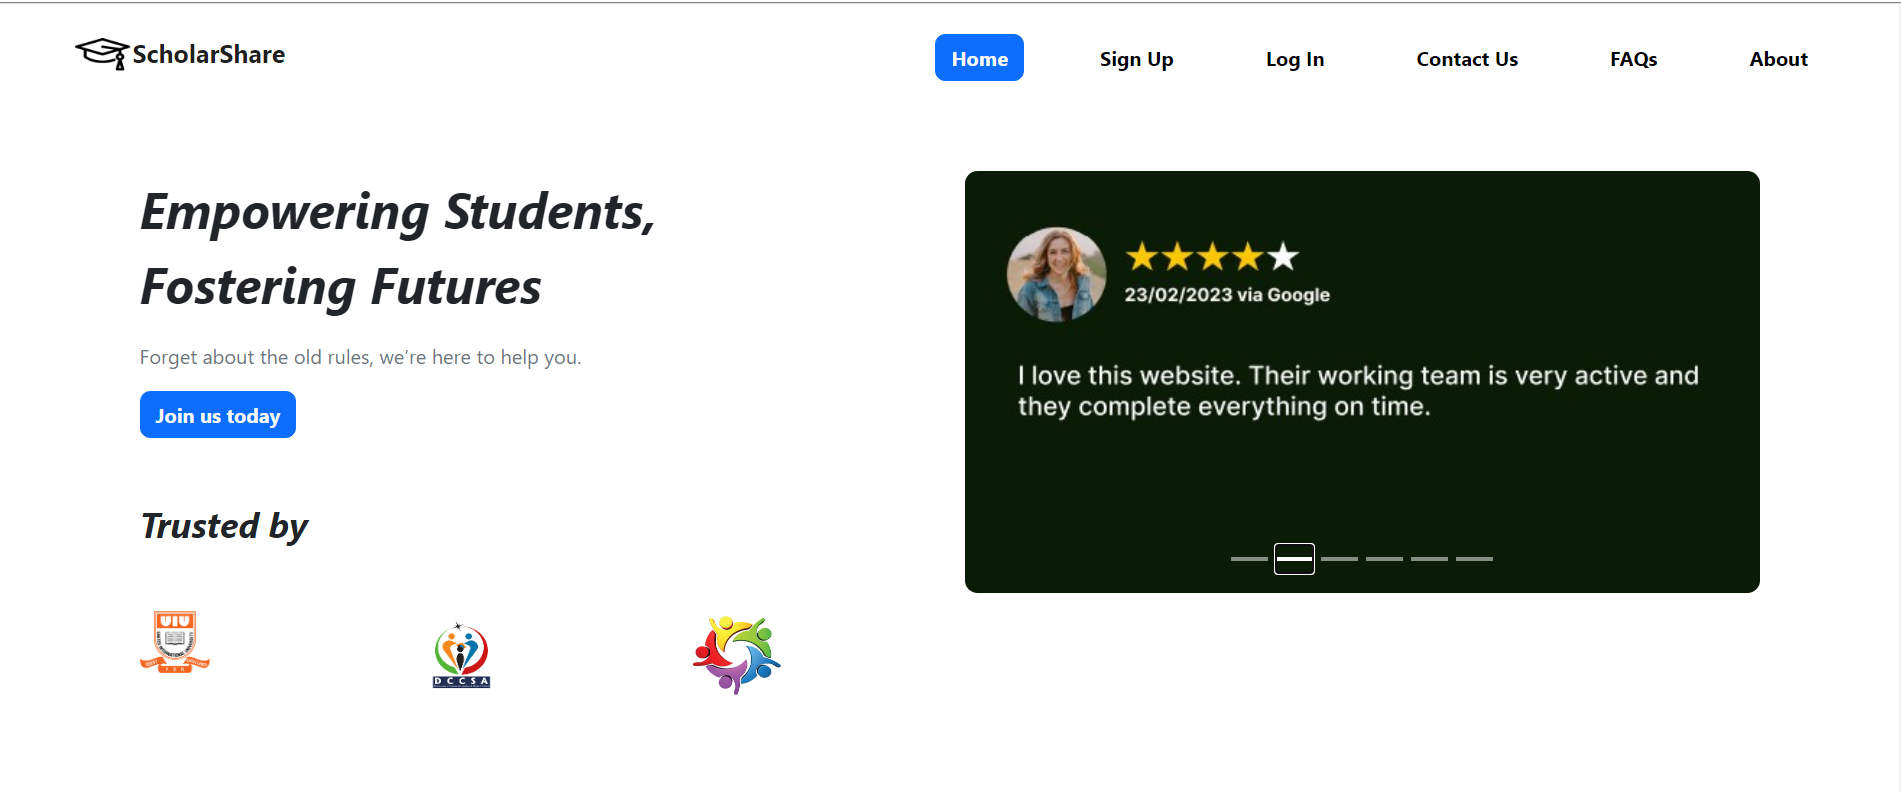 ScholarShare
Home
Sign Up
Log In
Contact Us
FAQs
About
Empowering Students,
Fostering Futures
Forget about the old rules, we’re here to help you.
Join us today
23/02/2023 via Google
I love this website. Their working team is very active and
they complete everything on time.
Trusted by
UIU
DCCSA